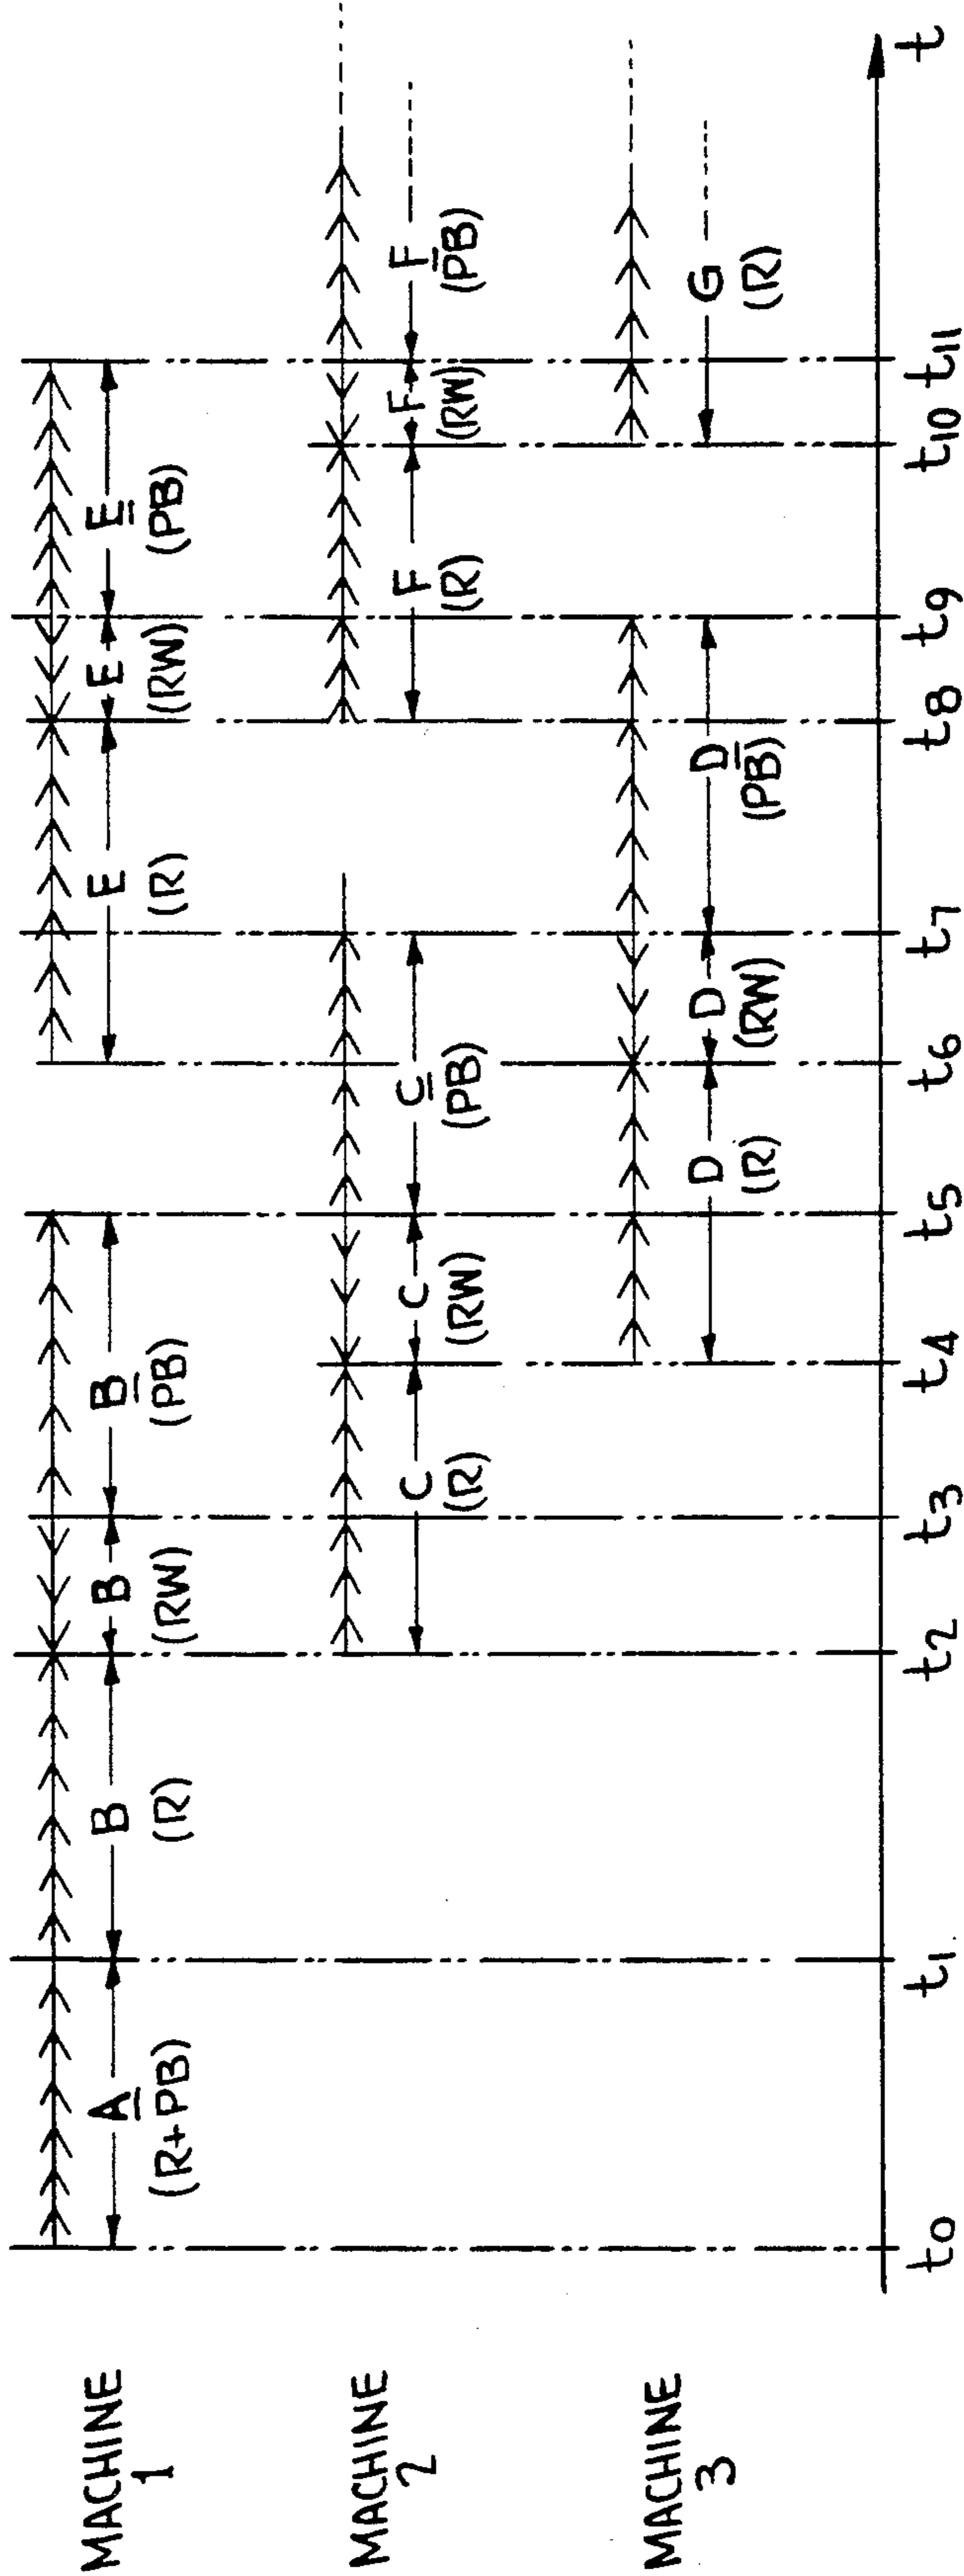 MACHINE
1
A
(R+PB)
B
(R)
B
(RW)
B
(PB)
E
(R)
E
(RW)
E
(PB)
MACHINE
2
C
(R)
C
(RW)
C
(PB)
F
(R)
F
(RW)
F
(PB)
MACHINE
3
D
(R)
D
(RW)
D
(PB)
G
(R)
t0 t1 t2 t3 t4 t5 t6 t7 t8 t9 t10 t11 t